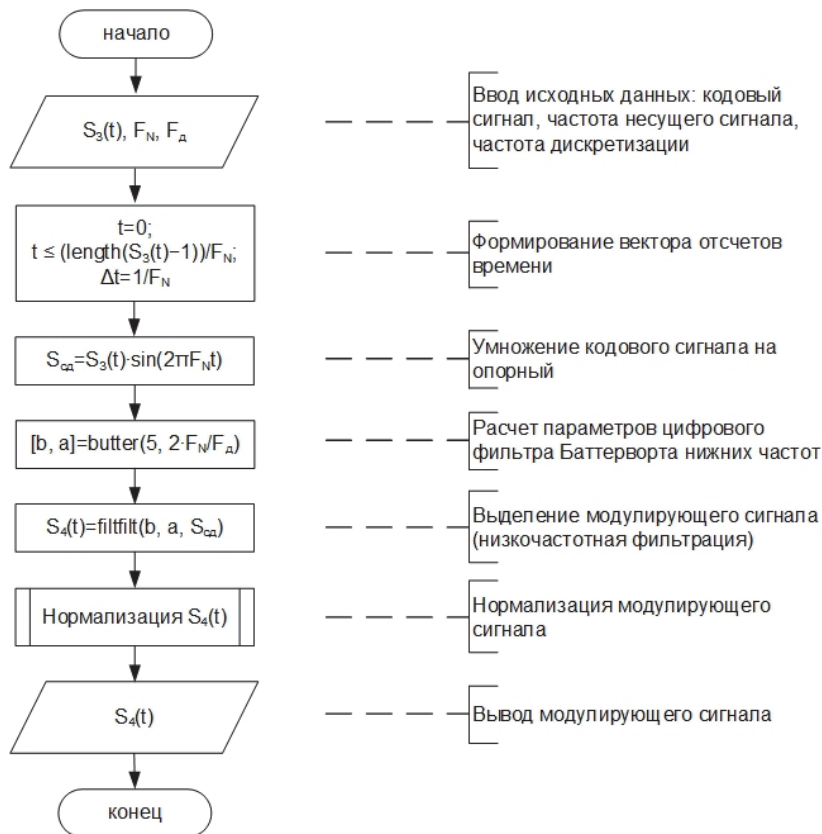 начало
S₃(t), F_N, F_д
Ввод исходных данных: кодовый
сигнал, частота несущего сигнала,
частота дискретизации
t=0;
t ≤ (length(S₃(t)−1))/F_N;
Δt=1/F_N
Формирование вектора отсчетов
времени
S_сд=S₃(t)·sin(2πF_Nt)
Умножение кодового сигнала на
опорный
[b, a]=butter(5, 2·F_N/F_д)
Расчет параметров цифрового
фильтра Баттерворта нижних частот
S₄(t)=filtfilt(b, a, S_сд)
Выделение модулирующего сигнала
(низкочастотная фильтрация)
Нормализация S₄(t)
Нормализация модулирующего
сигнала
S₄(t)
Вывод модулирующего сигнала
конец